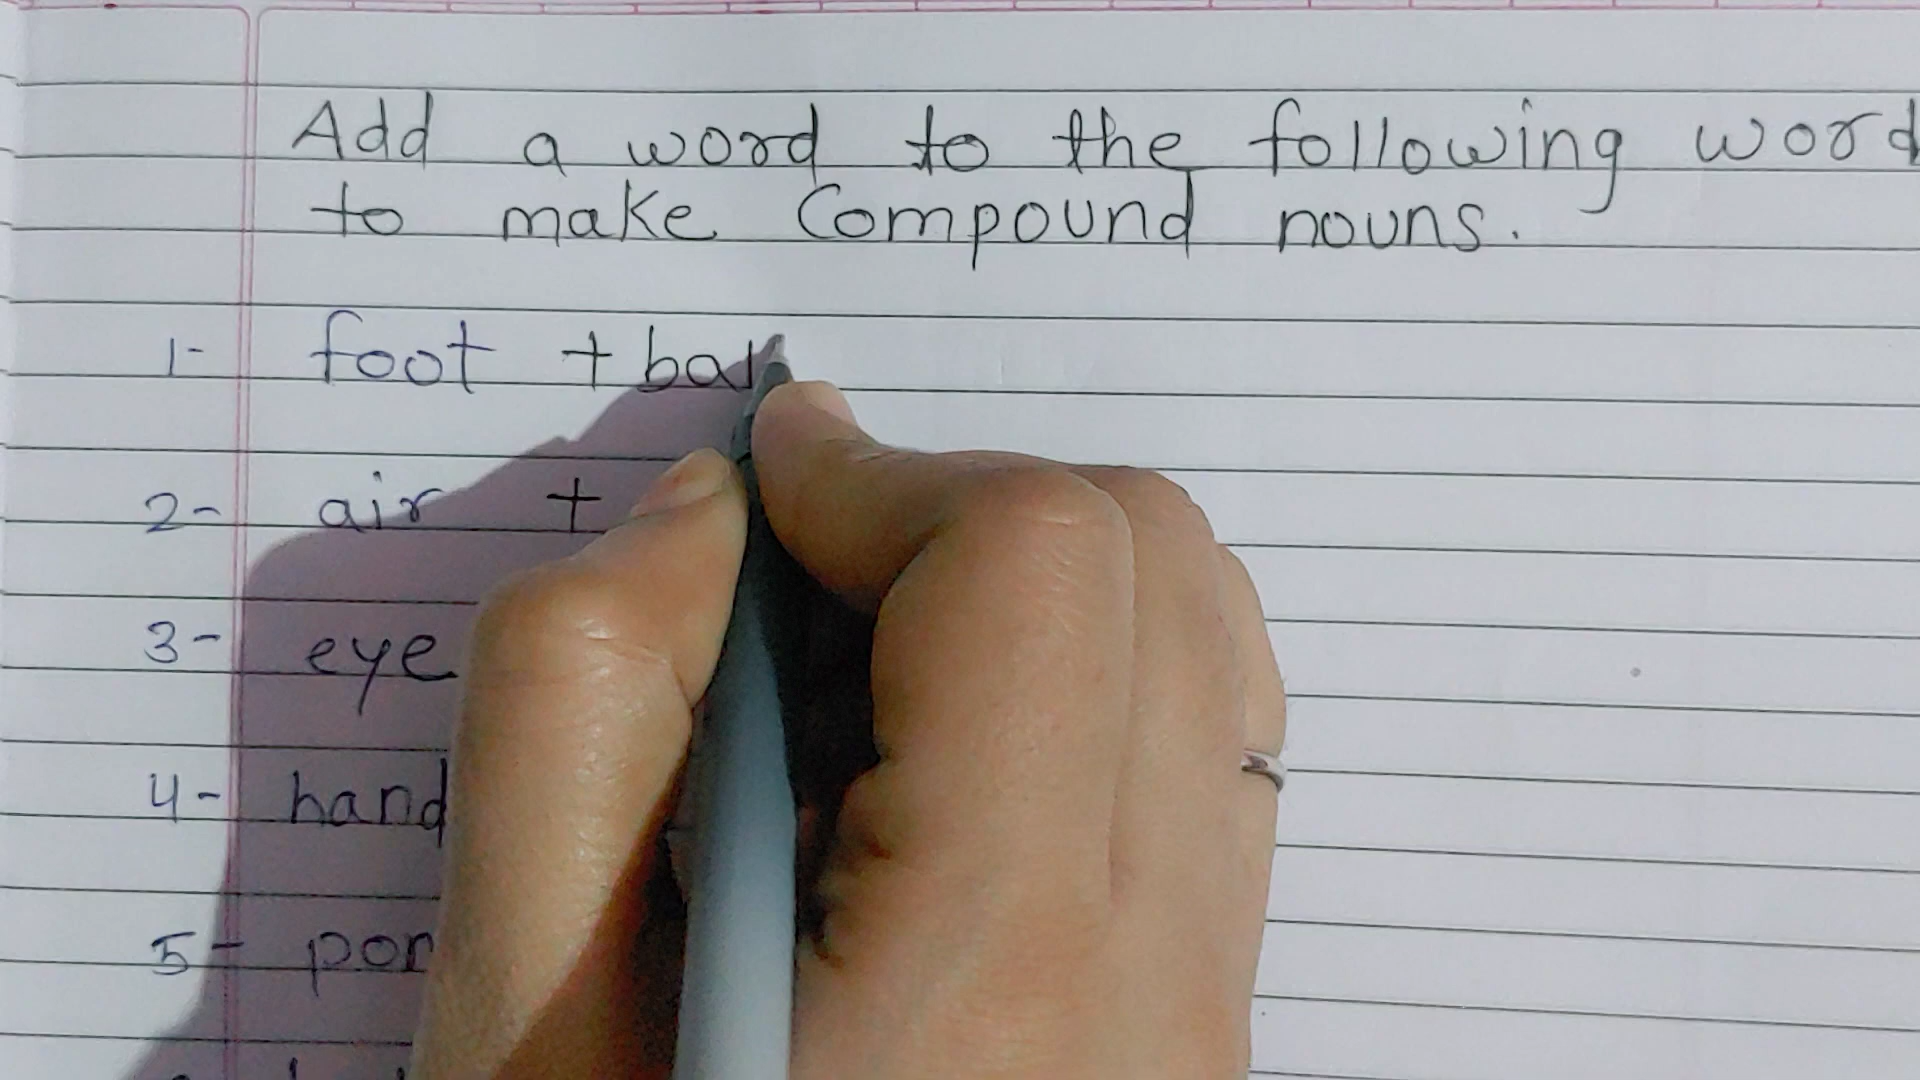 Add a word to the following word
to make Compound nouns.
1- foot + bal
2- air +
3- eye
4- hand
5-